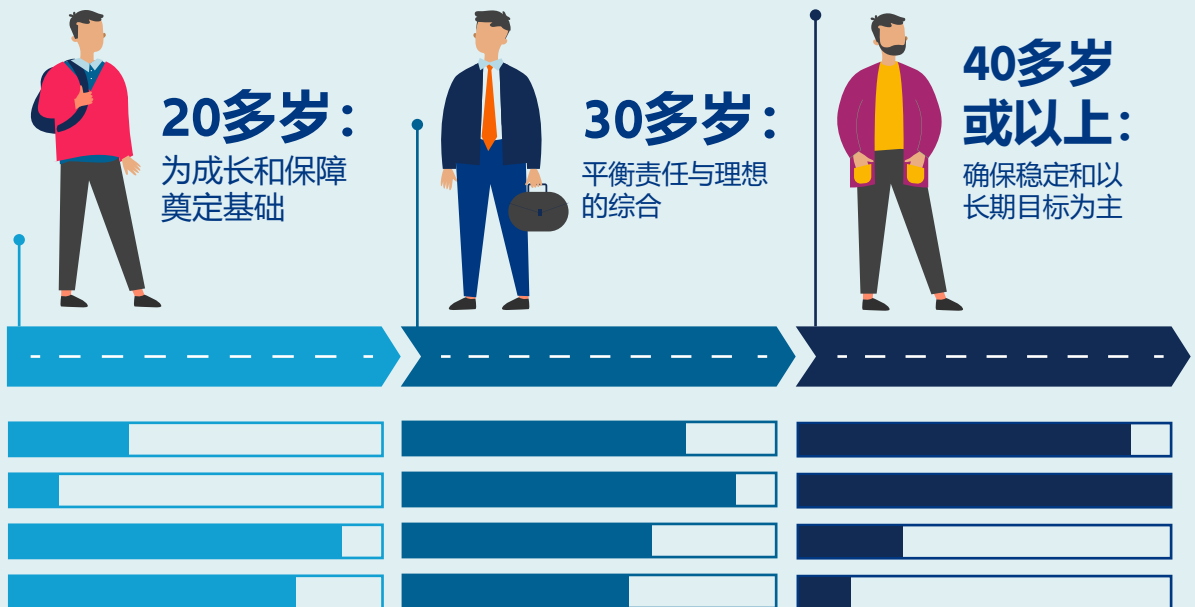 20多岁：
为成长和保障
奠定基础
30多岁：
平衡责任与理想
的综合
40多岁
或以上：
确保稳定和以
长期目标为主